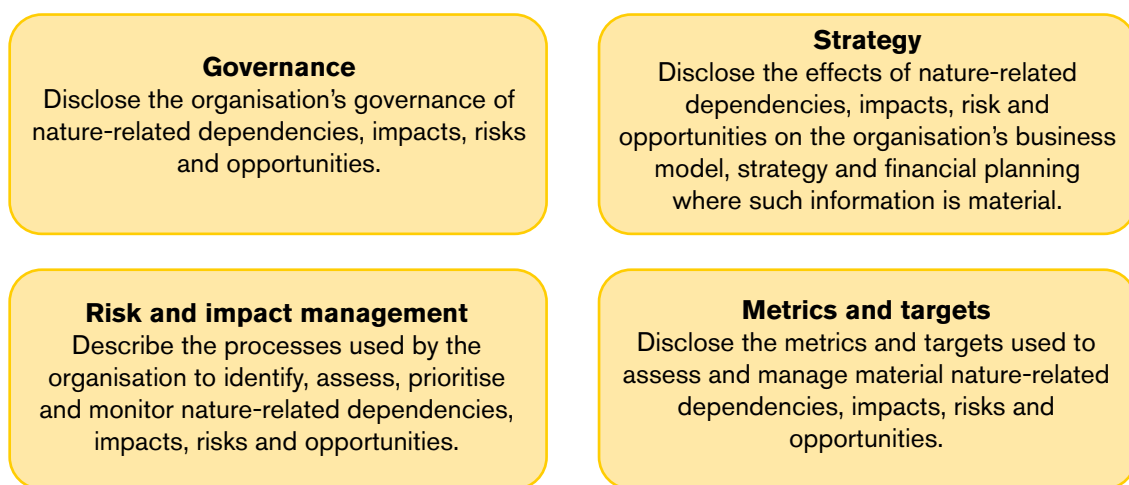 Governance
Disclose the organisation’s governance of
nature-related dependencies, impacts, risks
and opportunities.
Strategy
Disclose the effects of nature-related
dependencies, impacts, risk and
opportunities on the organisation’s business
model, strategy and financial planning
where such information is material.
Risk and impact management
Describe the processes used by the
organisation to identify, assess, prioritise
and monitor nature-related dependencies,
impacts, risks and opportunities.
Metrics and targets
Disclose the metrics and targets used to
assess and manage material nature-related
dependencies, impacts, risks and
opportunities.